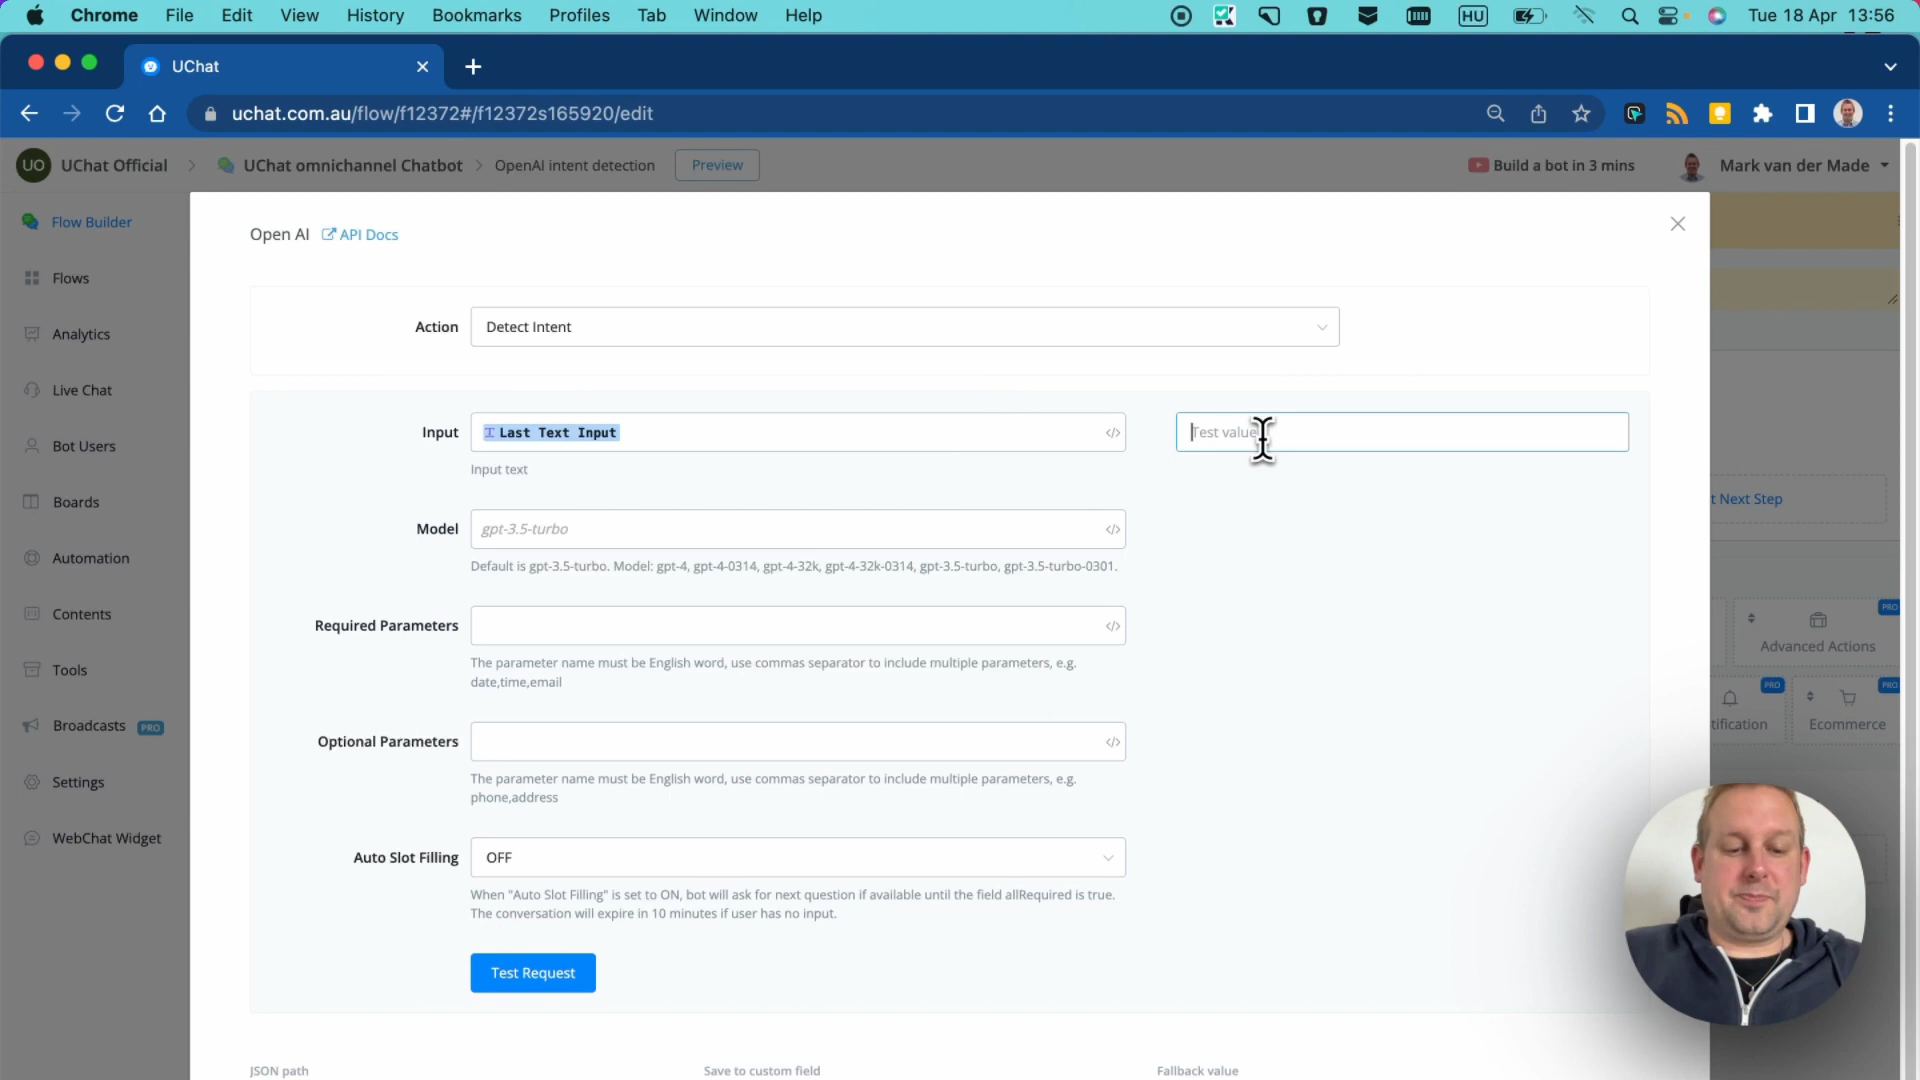 Chrome File Edit View History Bookmarks Profiles Tab Window Help HU Tue 18 Apr 13:56
UChat
uchat.com.au/flow/f12372#/f12372s165920/edit
UO UChat Official > UChat omnichannel Chatbot > OpenAI intent detection Preview Build a bot in 3 mins Mark van der Made
Flow Builder
Flows
Analytics
Live Chat
Bot Users
Boards
Automation
Contents
Tools
Broadcasts PRO
Settings
WebChat Widget
Open AI API Docs
Action Detect Intent
Input Last Text Input </> Test value
Input text
Model gpt-3.5-turbo </>
Default is gpt-3.5-turbo. Model: gpt-4, gpt-4-0314, gpt-4-32k, gpt-4-32k-0314, gpt-3.5-turbo, gpt-3.5-turbo-0301.
Required Parameters </>
The parameter name must be English word, use commas separator to include multiple parameters, e.g.
date,time,email
Optional Parameters </>
The parameter name must be English word, use commas separator to include multiple parameters, e.g.
phone,address
Auto Slot Filling OFF
When "Auto Slot Filling" is set to ON, bot will ask for next question if available until the field allRequired is true.
The conversation will expire in 10 minutes if user has no input.
Test Request
JSON path Save to custom field Fallback value
t Next Step
PRO
Advanced Actions
PRO PRO
tification Ecommerce